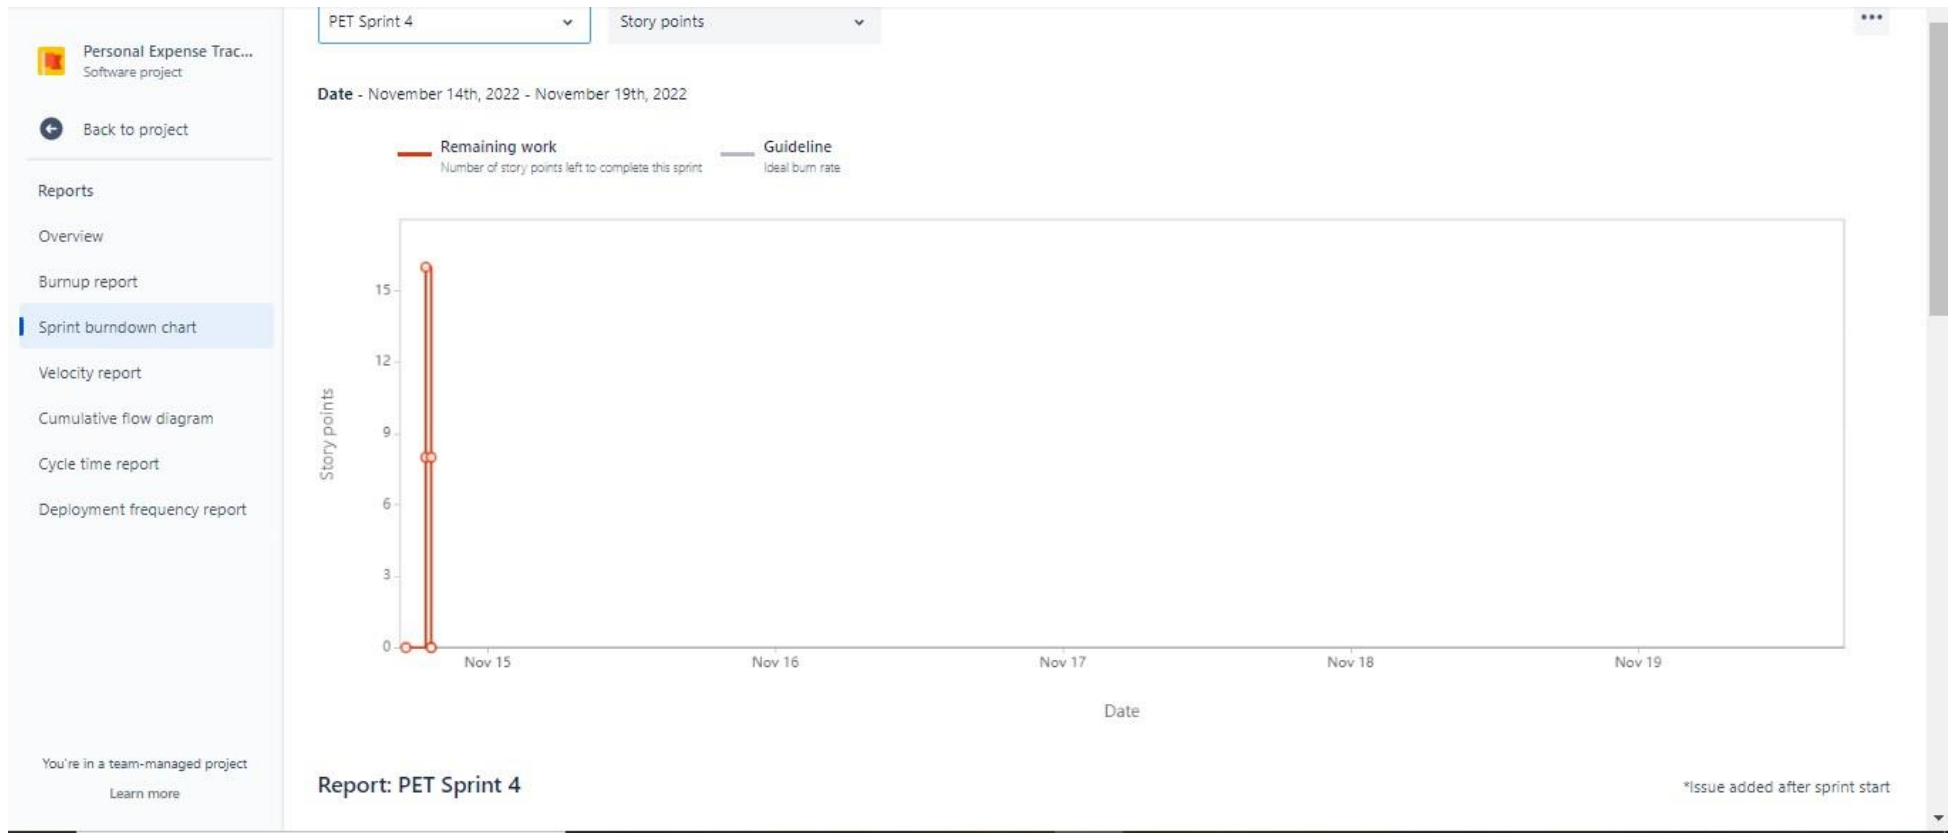 PET Sprint 4
Story points
Personal Expense Trac...
Software project
Back to project
Reports
Overview
Burnup report
Sprint burndown chart
Velocity report
Cumulative flow diagram
Cycle time report
Deployment frequency report
You're in a team-managed project
Learn more
Date - November 14th, 2022 - November 19th, 2022
Remaining work
Number of story points left to complete this sprint
Guideline
Ideal burn rate
Story points
15
12
9
6
3
0
Nov 15
Nov 16
Nov 17
Nov 18
Nov 19
Date
Report: PET Sprint 4
*Issue added after sprint start